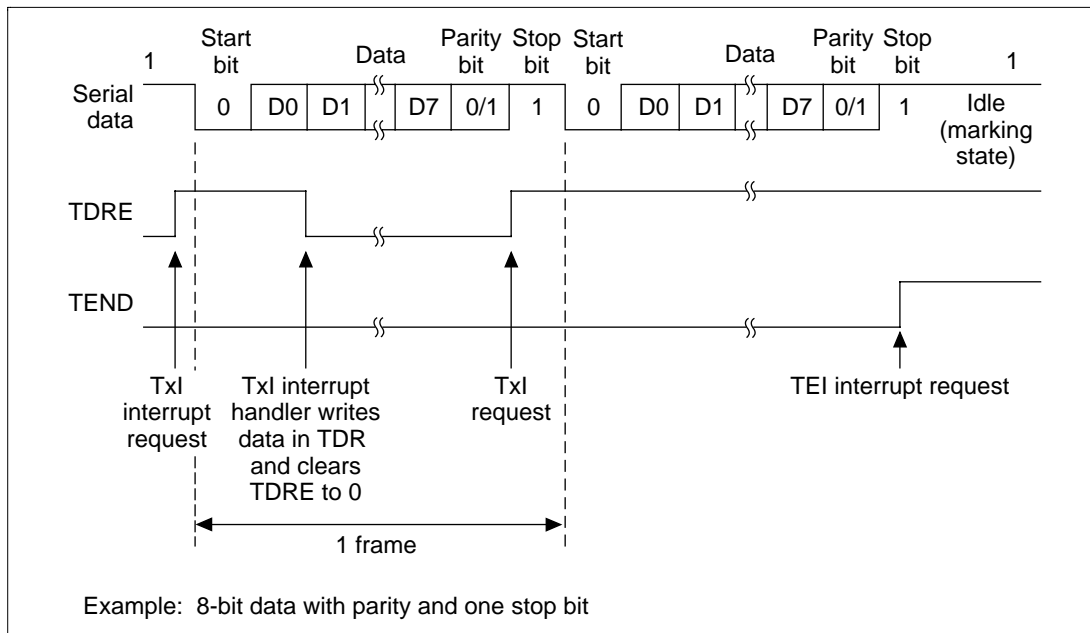 Start bit
Data
Parity bit
Stop bit
Start bit
Data
Parity bit
Stop bit
1
1
Serial data
0
D0
D1
D7
0/1
1
0
D0
D1
D7
0/1
1
Idle (marking state)
TDRE
TEND
TxI
interrupt
request
TxI interrupt
handler writes
data in TDR
and clears
TDRE to 0
TxI
request
TEI interrupt request
1 frame
Example: 8-bit data with parity and one stop bit